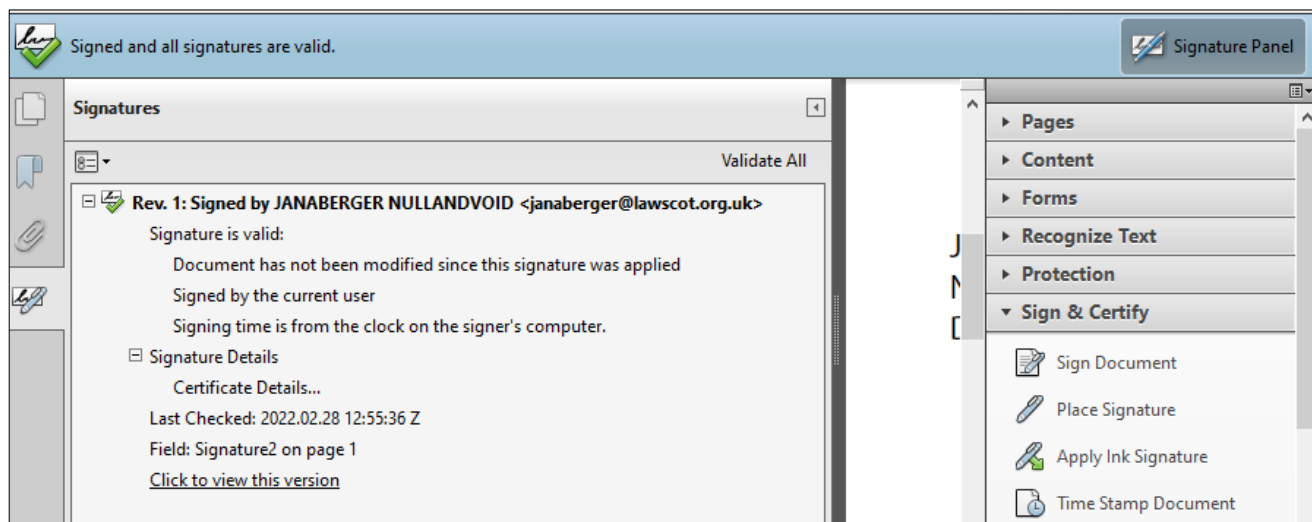 Signed and all signatures are valid.
Signature Panel
Signatures
Validate All
Rev. 1: Signed by JANABERGER NULLANDVOID <janaberger@lawscot.org.uk>
Signature is valid:
Document has not been modified since this signature was applied
Signed by the current user
Signing time is from the clock on the signer's computer.
Signature Details
Certificate Details...
Last Checked: 2022.02.28 12:55:36 Z
Field: Signature2 on page 1
Click to view this version
Pages
Content
Forms
Recognize Text
Protection
Sign & Certify
Sign Document
Place Signature
Apply Ink Signature
Time Stamp Document